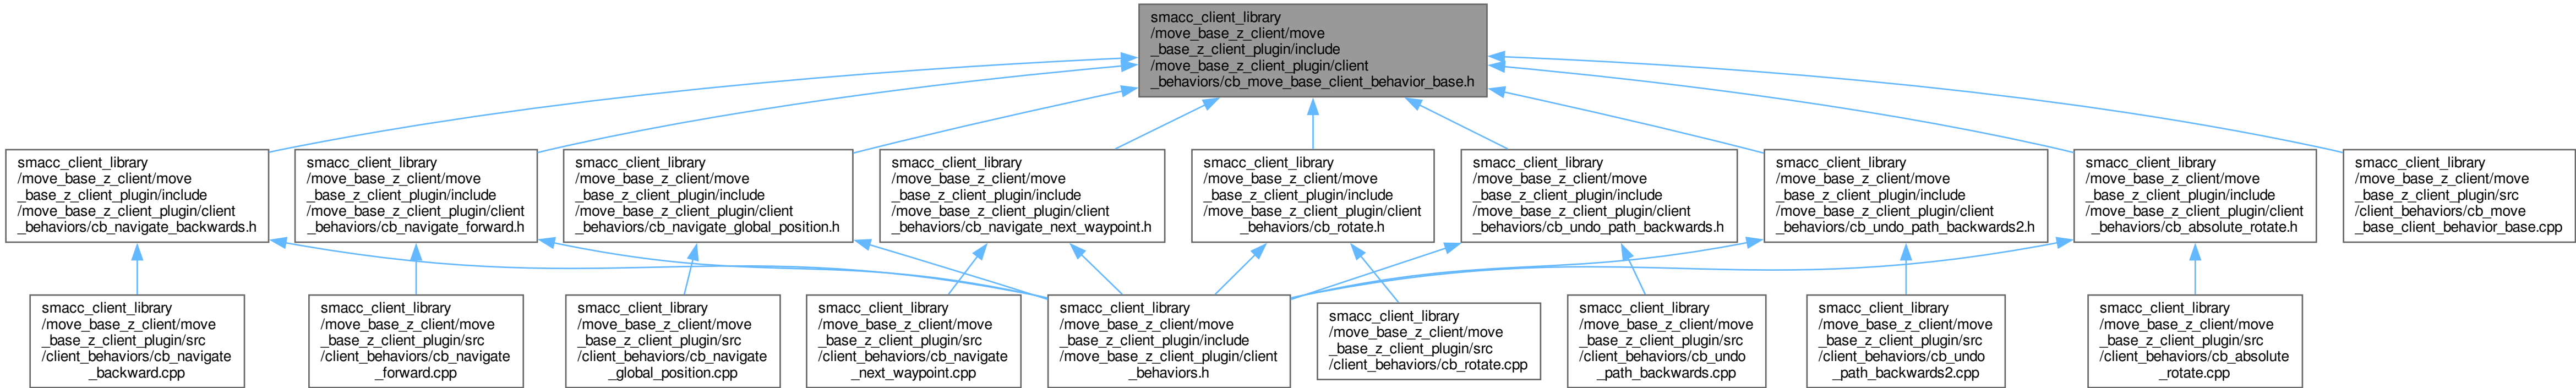 smacc_client_library
/move_base_z_client/move
_base_z_client_plugin/include
/move_base_z_client_plugin/client
_behaviors/cb_move_base_client_behavior_base.h
smacc_client_library
/move_base_z_client/move
_base_z_client_plugin/include
/move_base_z_client_plugin/client
_behaviors/cb_navigate_backwards.h
smacc_client_library
/move_base_z_client/move
_base_z_client_plugin/include
/move_base_z_client_plugin/client
_behaviors/cb_navigate_forward.h
smacc_client_library
/move_base_z_client/move
_base_z_client_plugin/include
/move_base_z_client_plugin/client
_behaviors/cb_navigate_global_position.h
smacc_client_library
/move_base_z_client/move
_base_z_client_plugin/include
/move_base_z_client_plugin/client
_behaviors/cb_navigate_next_waypoint.h
smacc_client_library
/move_base_z_client/move
_base_z_client_plugin/include
/move_base_z_client_plugin/client
_behaviors/cb_rotate.h
smacc_client_library
/move_base_z_client/move
_base_z_client_plugin/include
/move_base_z_client_plugin/client
_behaviors/cb_undo_path_backwards.h
smacc_client_library
/move_base_z_client/move
_base_z_client_plugin/include
/move_base_z_client_plugin/client
_behaviors/cb_undo_path_backwards2.h
smacc_client_library
/move_base_z_client/move
_base_z_client_plugin/include
/move_base_z_client_plugin/client
_behaviors/cb_absolute_rotate.h
smacc_client_library
/move_base_z_client/move
_base_z_client_plugin/src
/client_behaviors/cb_move
_base_client_behavior_base.cpp
smacc_client_library
/move_base_z_client/move
_base_z_client_plugin/src
/client_behaviors/cb_navigate
_backward.cpp
smacc_client_library
/move_base_z_client/move
_base_z_client_plugin/src
/client_behaviors/cb_navigate
_forward.cpp
smacc_client_library
/move_base_z_client/move
_base_z_client_plugin/src
/client_behaviors/cb_navigate
_global_position.cpp
smacc_client_library
/move_base_z_client/move
_base_z_client_plugin/src
/client_behaviors/cb_navigate
_next_waypoint.cpp
smacc_client_library
/move_base_z_client/move
_base_z_client_plugin/include
/move_base_z_client_plugin/client
_behaviors.h
smacc_client_library
/move_base_z_client/move
_base_z_client_plugin/src
/client_behaviors/cb_rotate.cpp
smacc_client_library
/move_base_z_client/move
_base_z_client_plugin/src
/client_behaviors/cb_undo
_path_backwards.cpp
smacc_client_library
/move_base_z_client/move
_base_z_client_plugin/src
/client_behaviors/cb_undo
_path_backwards2.cpp
smacc_client_library
/move_base_z_client/move
_base_z_client_plugin/src
/client_behaviors/cb_absolute
_rotate.cpp